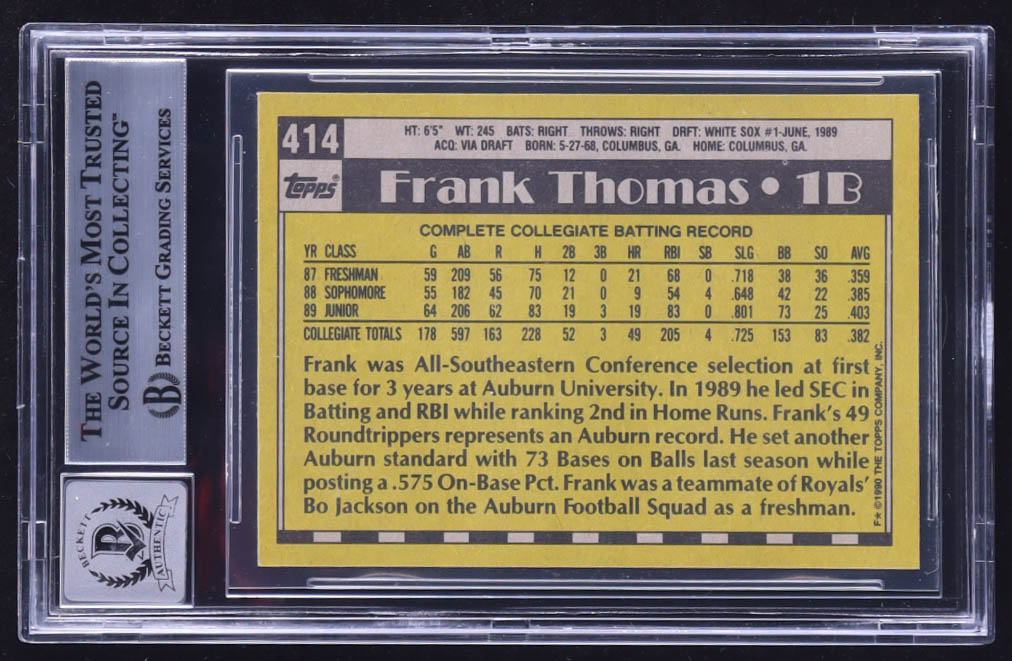 THE WORLD'S MOST TRUSTED
SOURCE IN COLLECTING™
B BECKETT GRADING SERVICES
BECKETT
B
AUTHENTIC
414
HT: 6'5" WT: 245 BATS: RIGHT THROWS: RIGHT DRFT: WHITE SOX #1-JUNE, 1989
ACQ: VIA DRAFT BORN: 5-27-68, COLUMBUS, GA. HOME: COLUMBUS, GA.
topps®
Frank Thomas • 1B
COMPLETE COLLEGIATE BATTING RECORD
YR CLASS G AB R H 2B 3B HR RBI SB SLG BB SO AVG
87 FRESHMAN 59 209 56 75 12 0 21 68 0 .718 38 36 .359
88 SOPHOMORE 55 182 45 70 21 0 9 54 4 .648 42 22 .385
89 JUNIOR 64 206 62 83 19 3 19 83 0 .801 73 25 .403
COLLEGIATE TOTALS 178 597 163 228 52 3 49 205 4 .725 153 83 .382
Frank was All-Southeastern Conference selection at first
base for 3 years at Auburn University. In 1989 he led SEC in
Batting and RBI while ranking 2nd in Home Runs. Frank's 49
Roundtrippers represents an Auburn record. He set another
Auburn standard with 73 Bases on Balls last season while
posting a .575 On-Base Pct. Frank was a teammate of Royals'
Bo Jackson on the Auburn Football Squad as a freshman.
F★ ©1990 THE TOPPS COMPANY, INC.